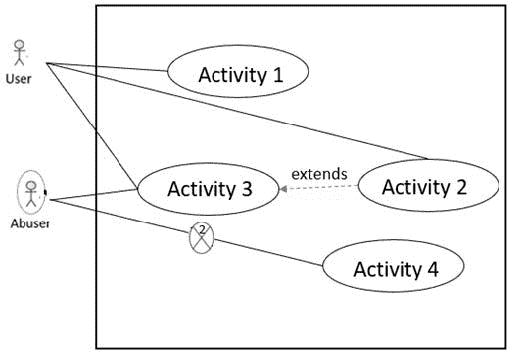 User
Activity 1
Abuser
Activity 3
extends
Activity 2
2
Activity 4